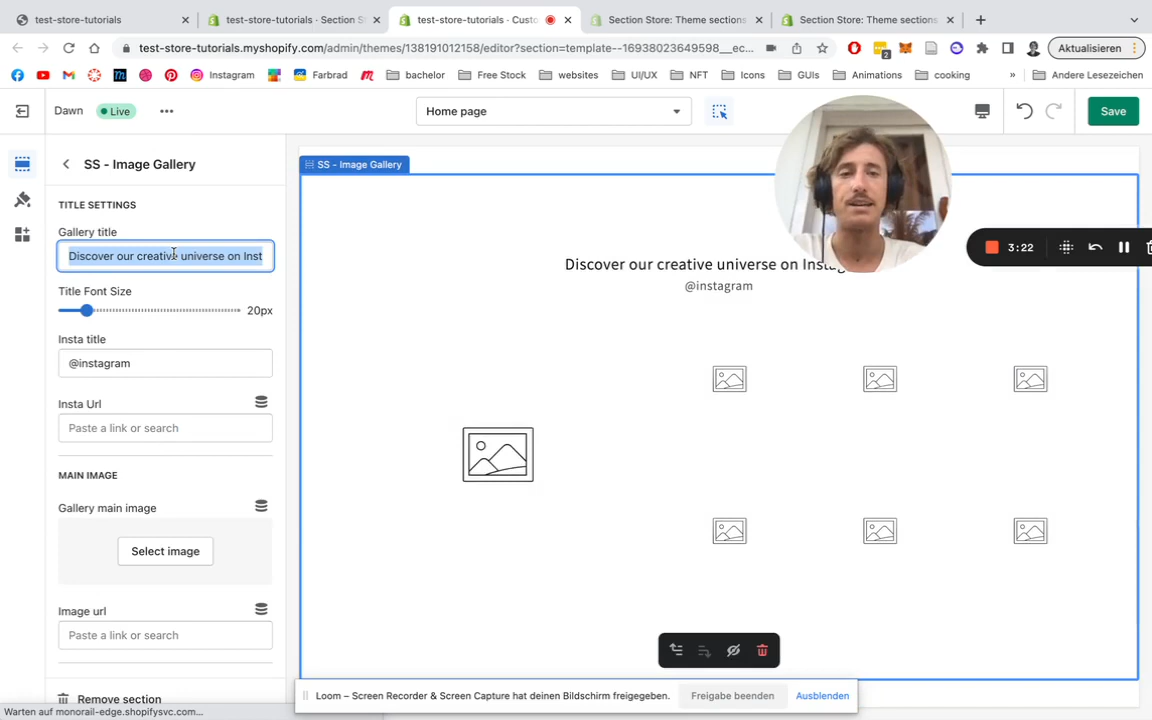 test-store-tutorials
test-store-tutorials · Section S
test-store-tutorials · Custo
Section Store: Theme sections
Section Store: Theme sections
test-store-tutorials.myshopify.com/admin/themes/138191012158/editor?section=template--16938023649598__ec...
2
Aktualisieren
Instagram
Farbrad
bachelor
Free Stock
websites
UI/UX
NFT
Icons
GUIs
Animations
cooking
»
Andere Lesezeichen
Dawn
Live
Home page
Save
SS - Image Gallery
SS - Image Gallery
TITLE SETTINGS
Gallery title
Discover our creative universe on Inst
Title Font Size
20px
Insta title
@instagram
Insta Url
Paste a link or search
MAIN IMAGE
Gallery main image
Select image
Image url
Paste a link or search
Remove section
Warten auf monorail-edge.shopifysvc.com...
Discover our creative universe on Instag
@instagram
3:22
Loom – Screen Recorder & Screen Capture hat deinen Bildschirm freigegeben.
Freigabe beenden
Ausblenden